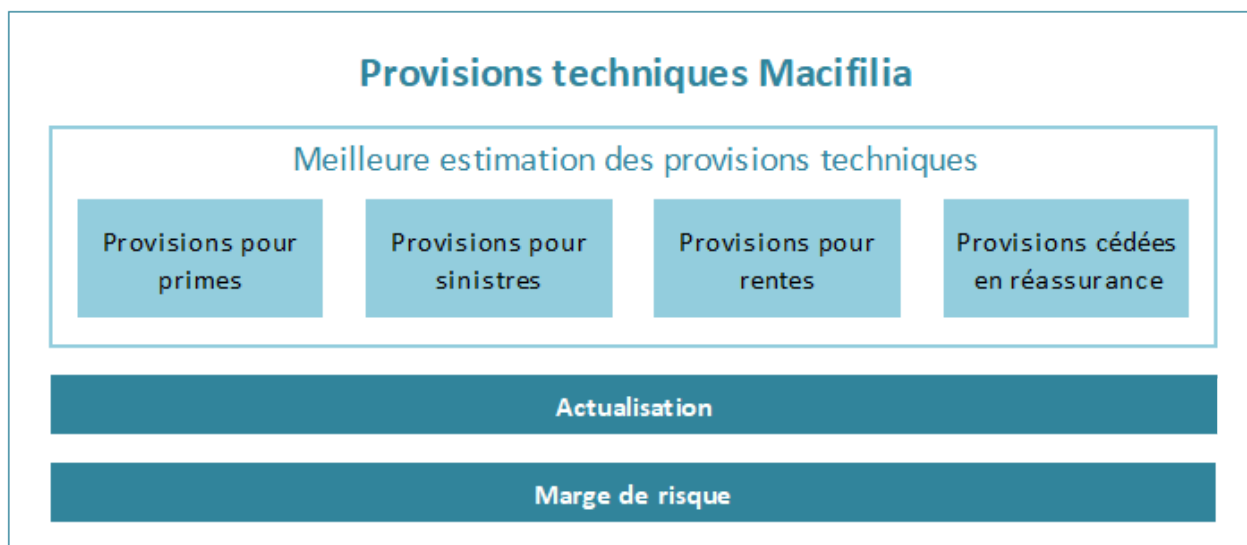 Provisions techniques Macifilia
Meilleure estimation des provisions techniques
Provisions pour
primes
Provisions pour
sinistres
Provisions pour
rentes
Provisions cédées
en réassurance
Actualisation
Marge de risque